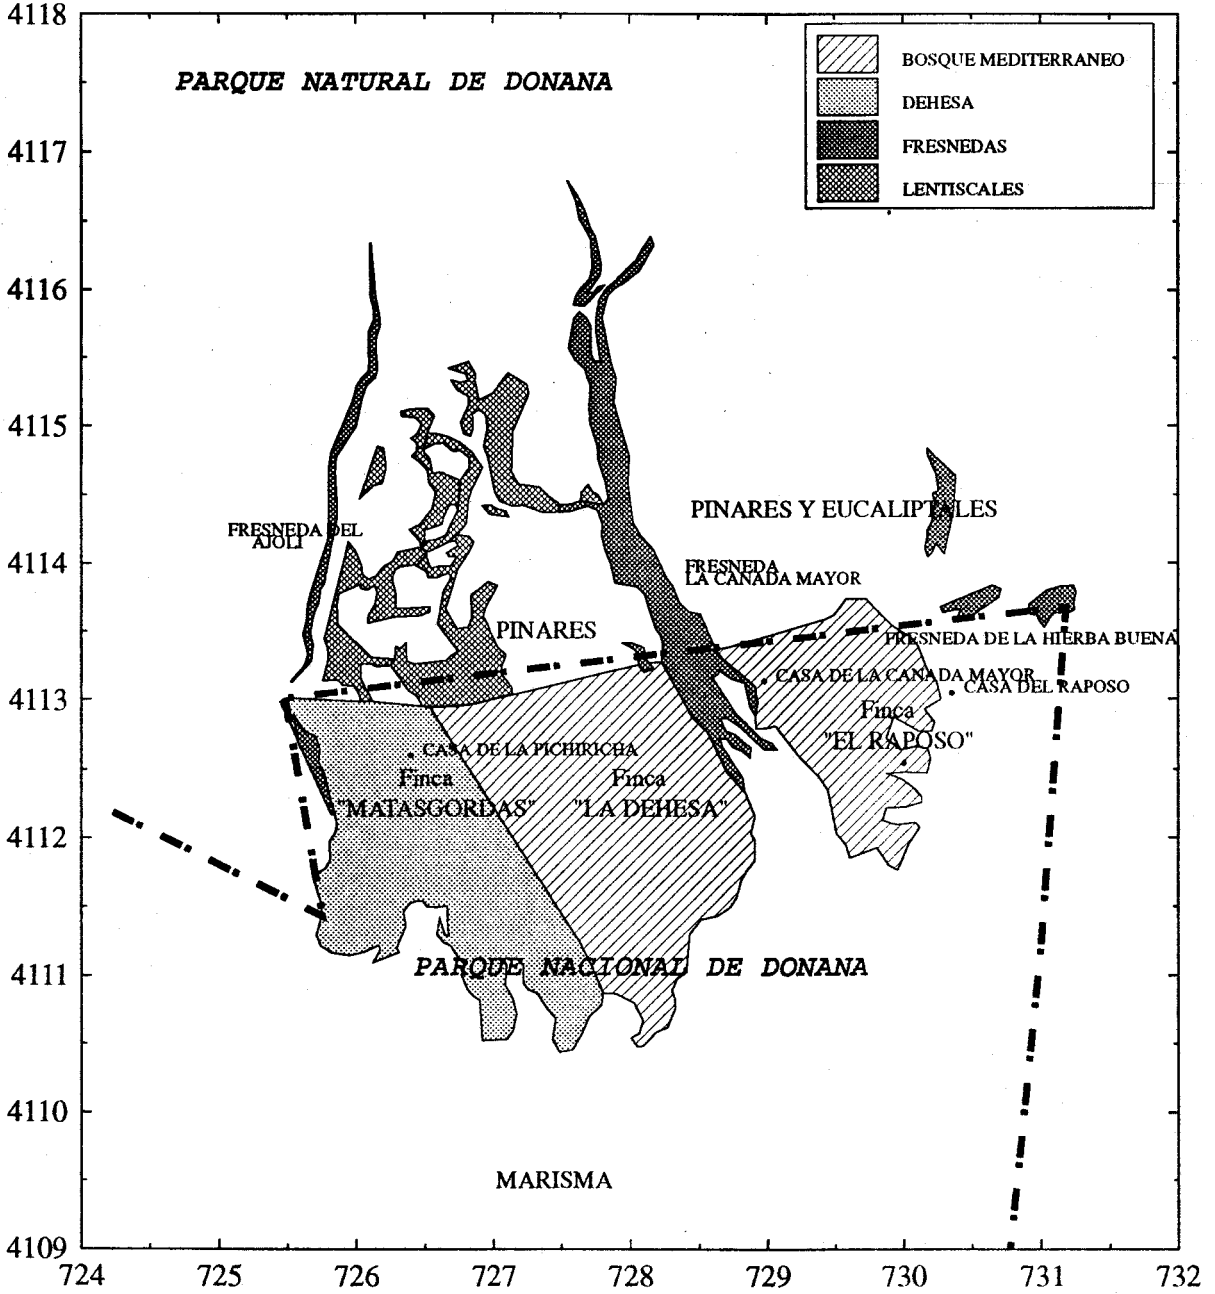 4118
PARQUE NATURAL DE DONANA
BOSQUE MEDITERRANEO
DEHESA
FRESNEDAS
LENTISCALES
4117
4116
4115
PINARES Y EUCALIPTALES
FRESNEDA DEL
AJOLI
4114
FRESNEDA
LA CANADA MAYOR
PINARES
FRESNEDA DE LA HIERBA BUENA
CASA DE LA CANADA MAYOR
CASA DEL RAPOSO
4113
Finca
"EL RAPOSO"
CASA DE LA PICHIRICHA
Finca
"MATASGORDAS"
Finca
"LA DEHESA"
4112
4111
PARQUE NACIONAL DE DONANA
4110
MARISMA
4109
724 725 726 727 728 729 730 731 732